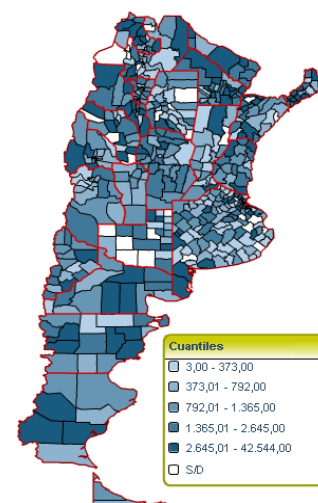 Cuantiles
3,00 - 373,00
373,01 - 792,00
792,01 - 1.365,00
1.365,01 - 2.645,00
2.645,01 - 42.544,00
S/D